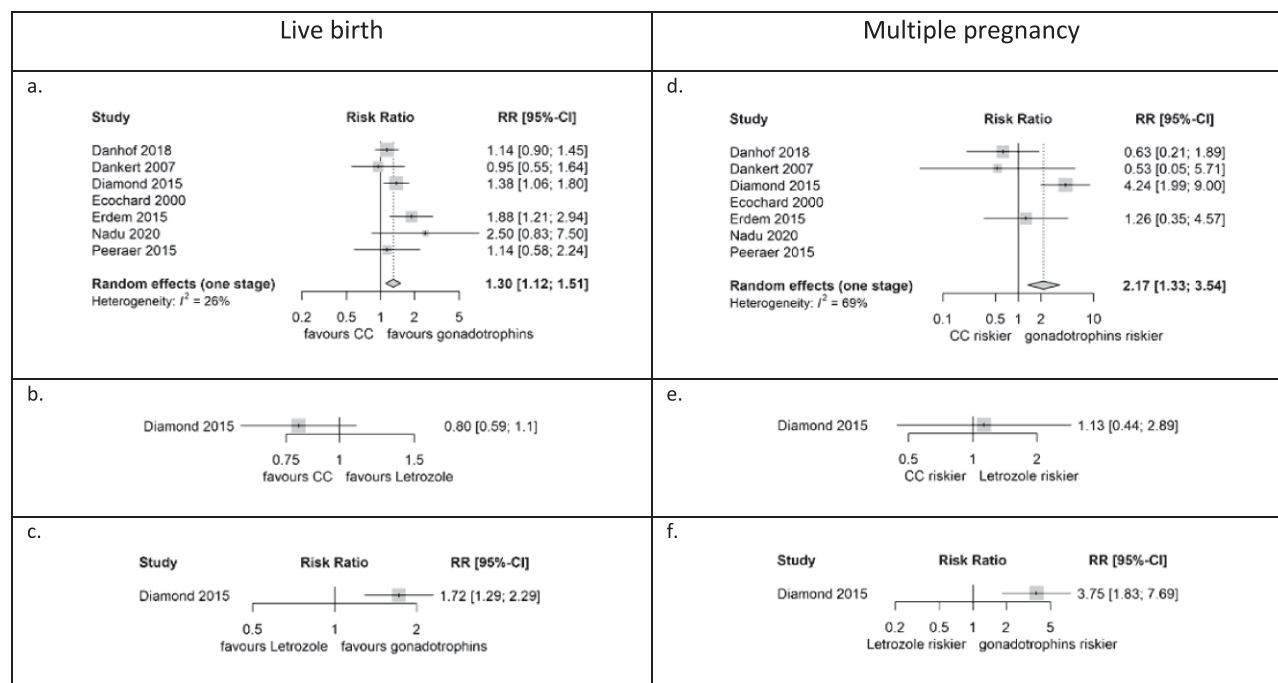 Live birth
Multiple pregnancy
a.
Study Risk Ratio RR [95%-CI]
Danhof 2018 1.14 [0.90; 1.45]
Dankert 2007 0.95 [0.55; 1.64]
Diamond 2015 1.38 [1.06; 1.80]
Ecochard 2000
Erdem 2015 1.88 [1.21; 2.94]
Nadu 2020 2.50 [0.83; 7.50]
Peeraer 2015 1.14 [0.58; 2.24]
Random effects (one stage) 1.30 [1.12; 1.51]
Heterogeneity: I² = 26%
0.2 0.5 1 2 5
favours CC favours gonadotrophins
d.
Study Risk Ratio RR [95%-CI]
Danhof 2018 0.63 [0.21; 1.89]
Dankert 2007 0.53 [0.05; 5.71]
Diamond 2015 4.24 [1.99; 9.00]
Ecochard 2000
Erdem 2015 1.26 [0.35; 4.57]
Nadu 2020
Peeraer 2015
Random effects (one stage) 2.17 [1.33; 3.54]
Heterogeneity: I² = 69%
0.1 0.5 1 2 10
CC riskier gonadotrophins riskier
b.
Diamond 2015 0.80 [0.59; 1.1]
0.75 1 1.5
favours CC favours Letrozole
e.
Diamond 2015 1.13 [0.44; 2.89]
0.5 1 2
CC riskier Letrozole riskier
c.
Study Risk Ratio RR [95%-CI]
Diamond 2015 1.72 [1.29; 2.29]
0.5 1 2
favours Letrozole favours gonadotrophins
f.
Study Risk Ratio RR [95%-CI]
Diamond 2015 3.75 [1.83; 7.69]
0.2 0.5 1 2 5
Letrozole riskier gonadotrophins riskier